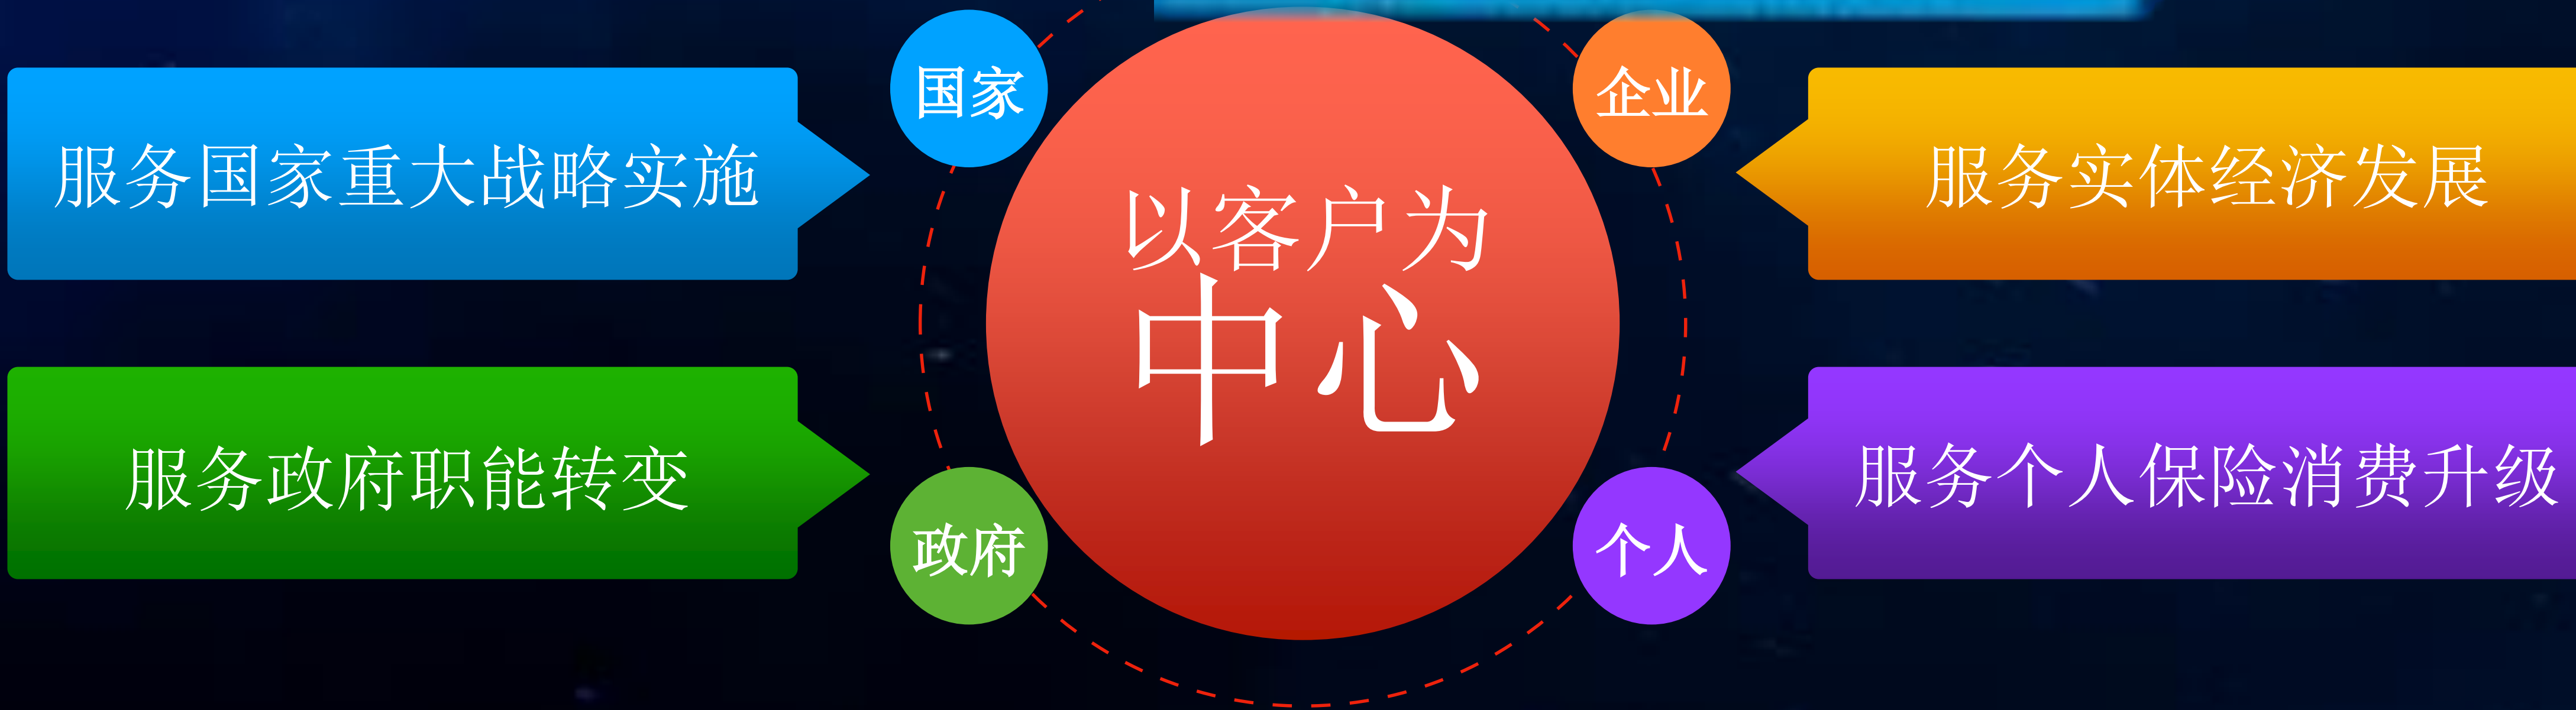 国家
企业
服务国家重大战略实施
服务实体经济发展
以客户为
中心
服务政府职能转变
服务个人保险消费升级
政府
个人